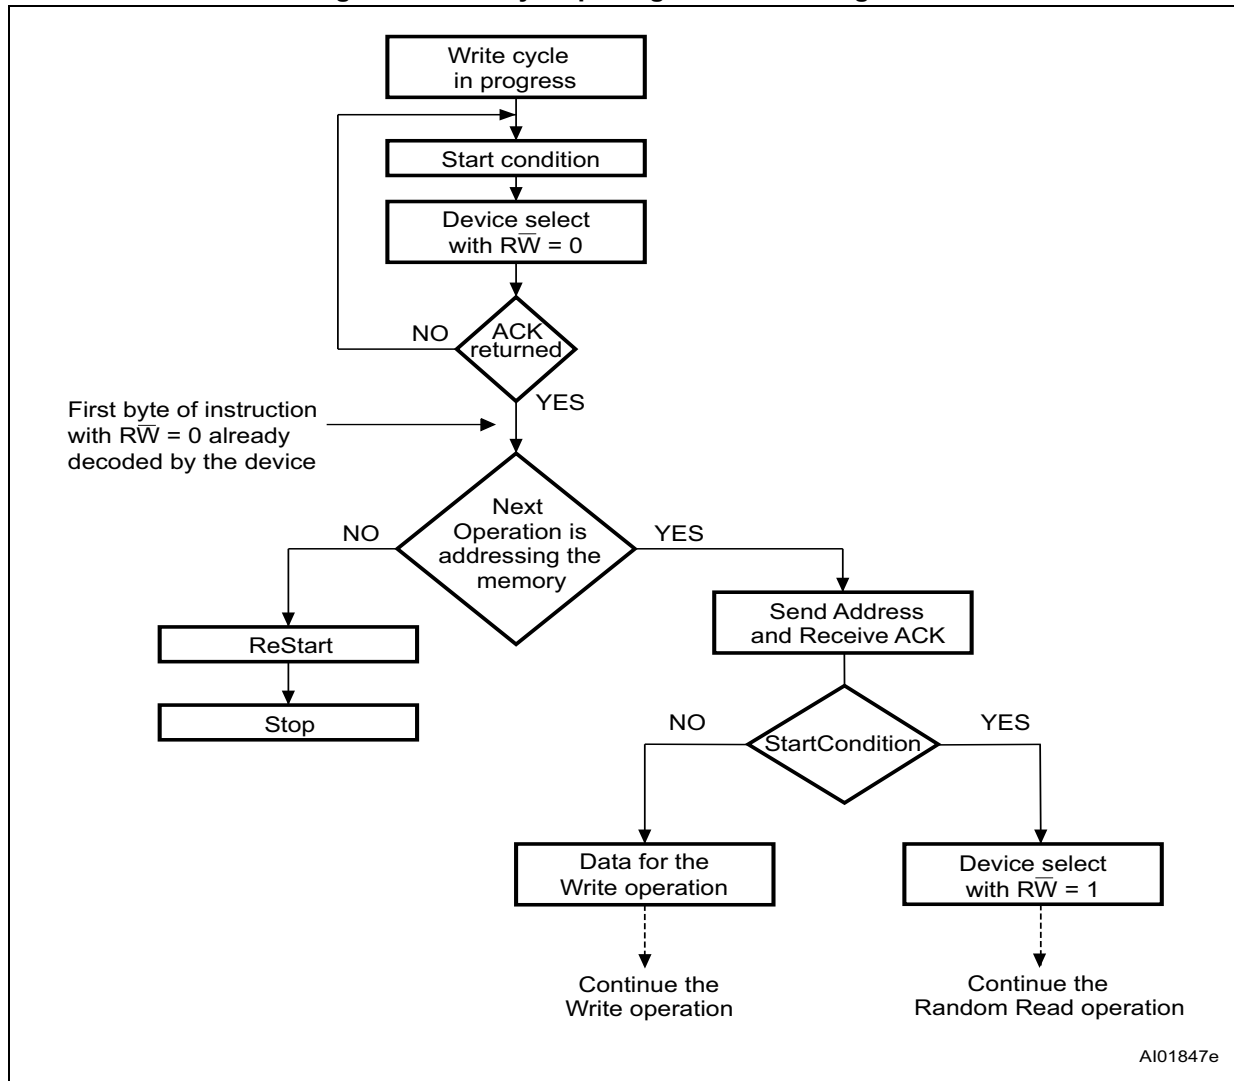 Write cycle
in progress
Start condition
Device select
with RW̅ = 0
ACK
returned
NO
YES
First byte of instruction
with RW̅ = 0 already
decoded by the device
Next
Operation is
addressing the
memory
NO
YES
ReStart
Stop
Send Address
and Receive ACK
StartCondition
NO
YES
Data for the
Write operation
Device select
with RW̅ = 1
Continue the
Write operation
Continue the
Random Read operation
AI01847e